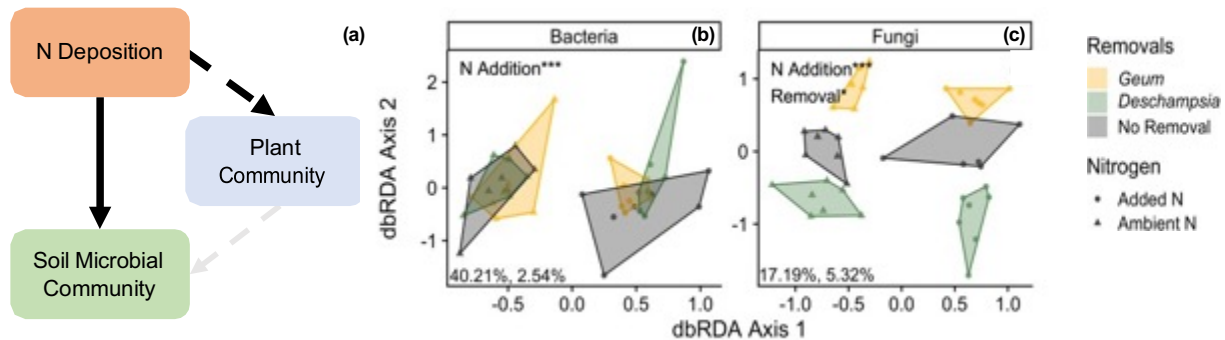 N Deposition
Plant
Community
Soil Microbial
Community
(a)
Bacteria
(b)
N Addition***
40.21%, 2.54%
2
1
0
-1
-0.5
0.0
0.5
1.0
dbRDA Axis 2
Fungi
(c)
N Addition***
Removal*
17.19%, 5.32%
1
0
-1
-1.0
-0.5
0.0
0.5
1.0
dbRDA Axis 1
Removals
Geum
Deschampsia
No Removal
Nitrogen
Added N
Ambient N